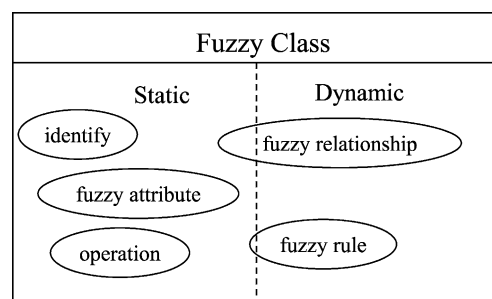 Fuzzy Class
Static
Dynamic
identify
fuzzy relationship
fuzzy attribute
operation
fuzzy rule